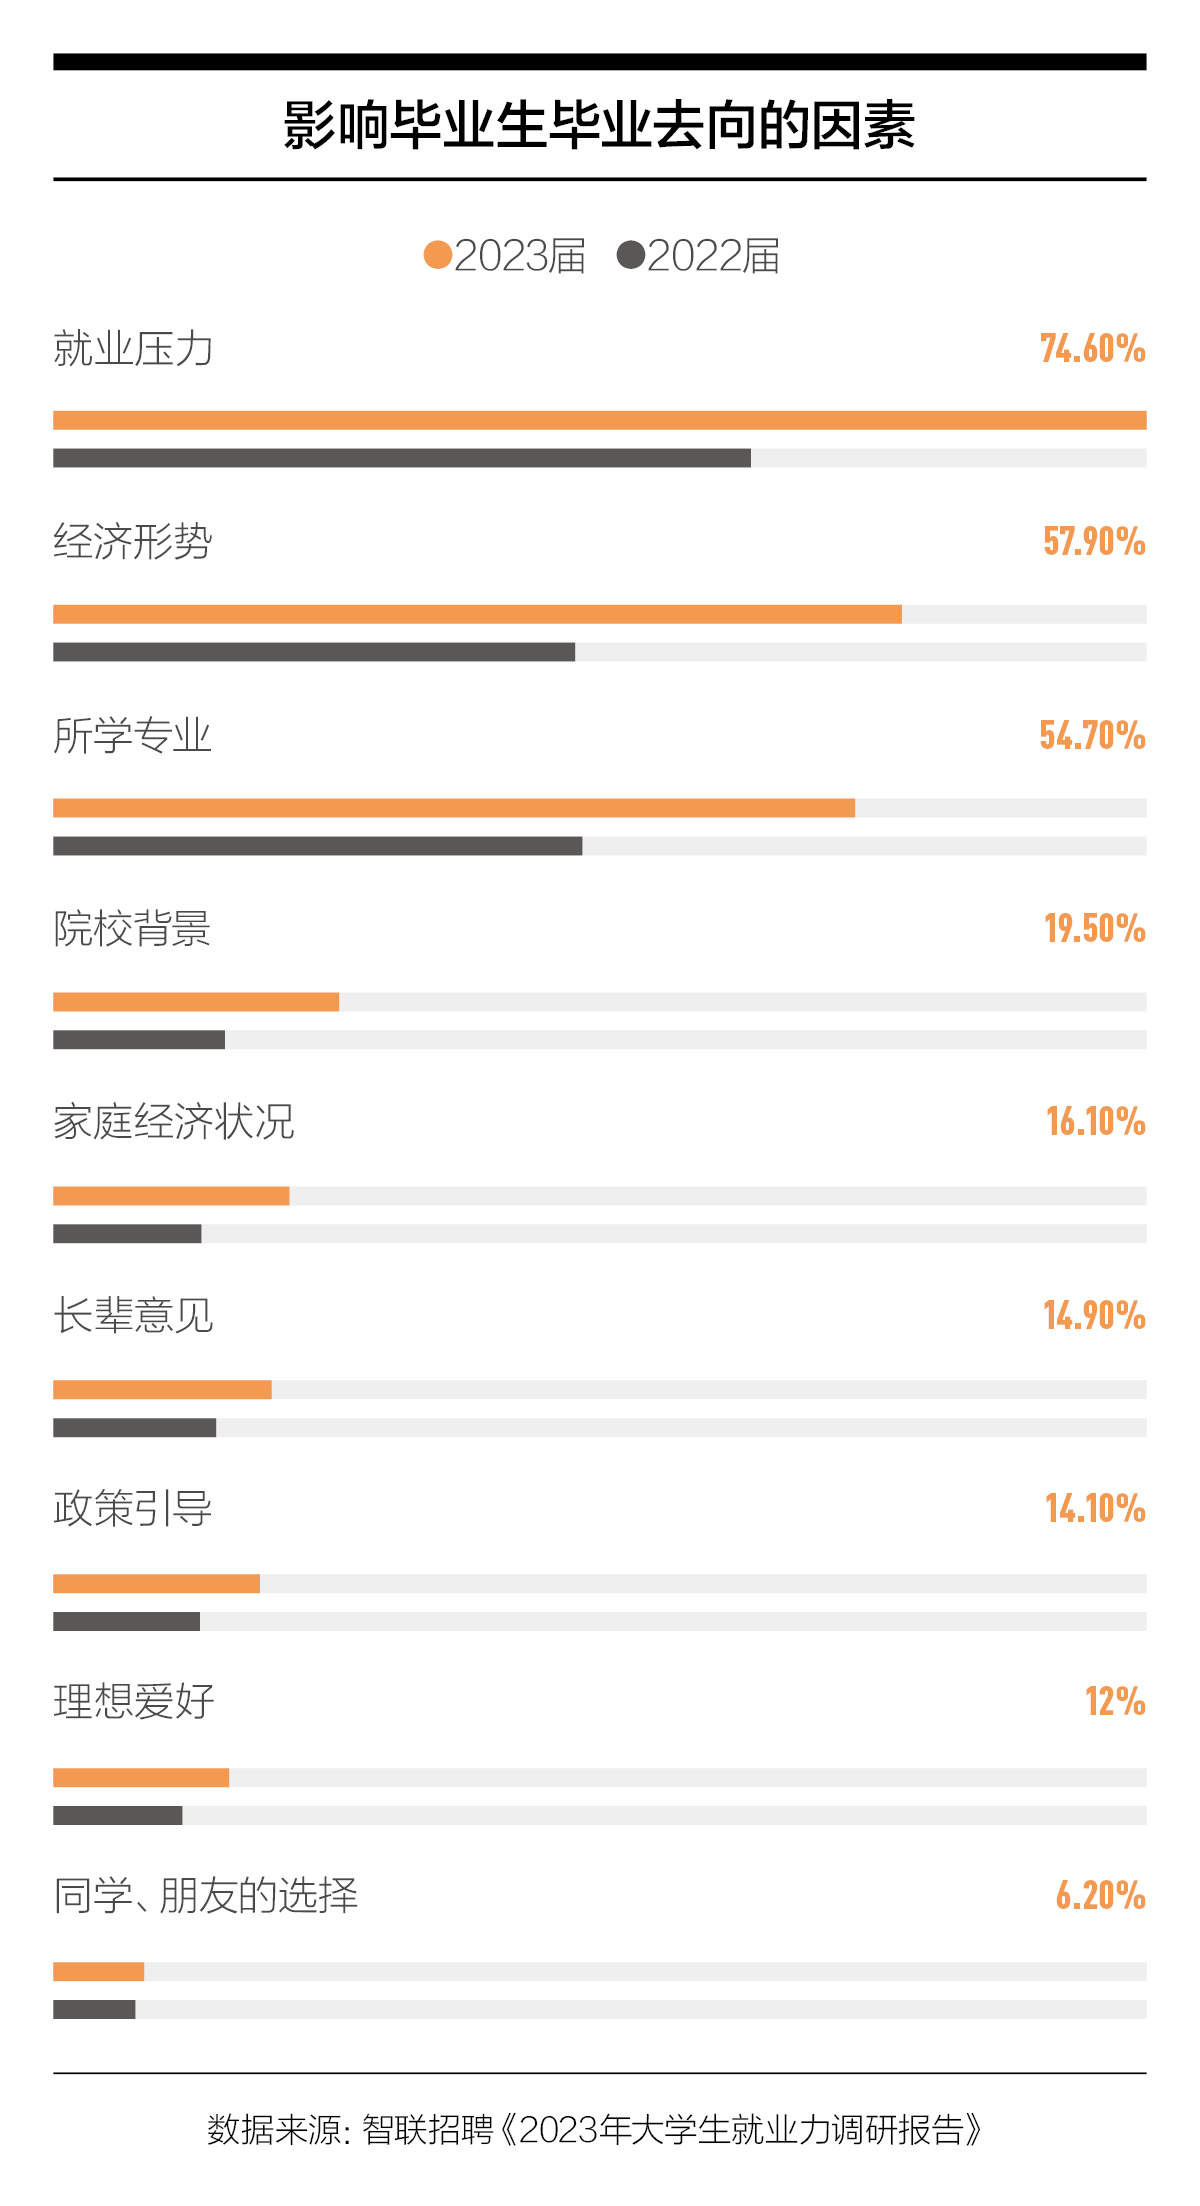 影响毕业生毕业去向的因素
2023届 2022届
就业压力 74.60%
经济形势 57.90%
所学专业 54.70%
院校背景 19.50%
家庭经济状况 16.10%
长辈意见 14.90%
政策引导 14.10%
理想爱好 12%
同学、朋友的选择 6.20%
数据来源：智联招聘《2023年大学生就业力调研报告》